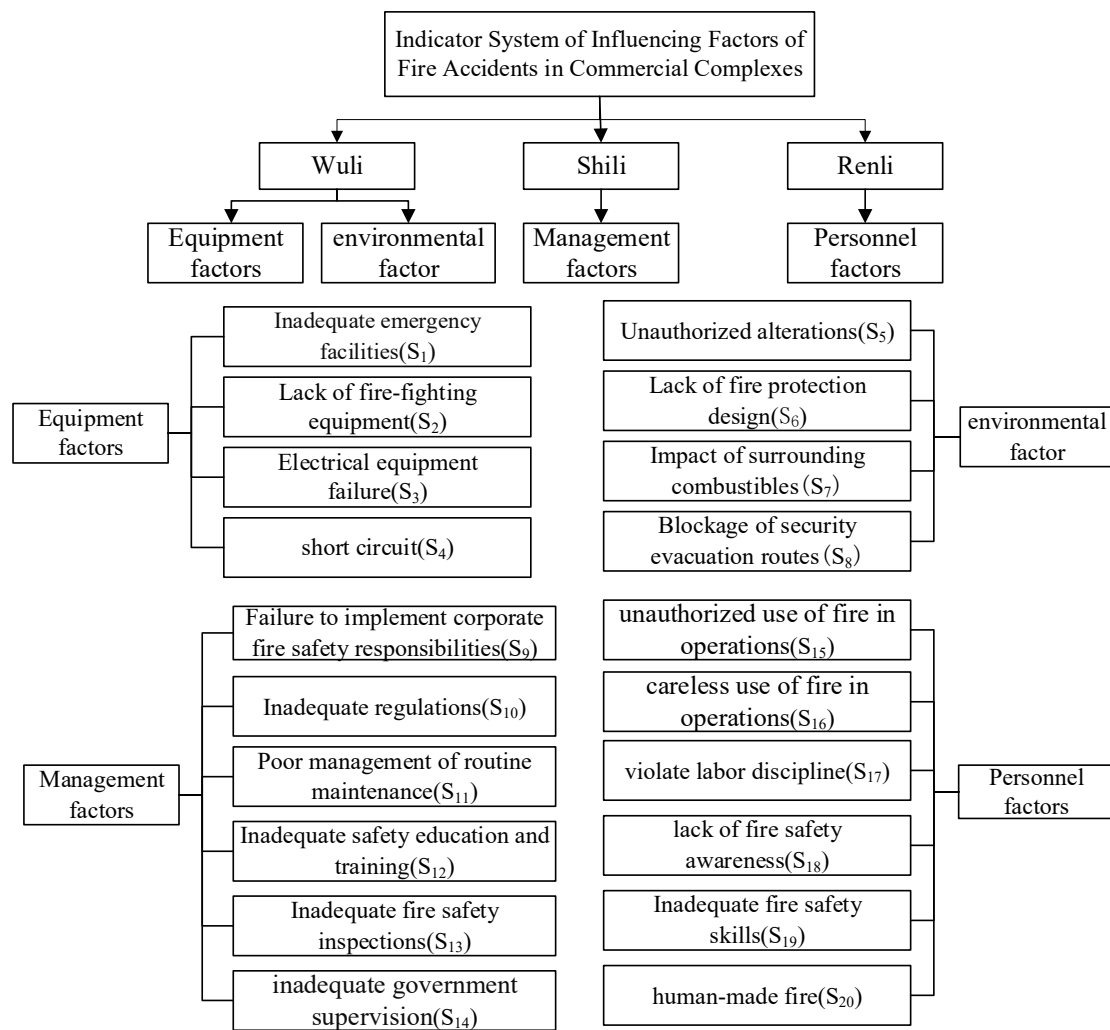 Indicator System of Influencing Factors of
Fire Accidents in Commercial Complexes
Wuli
Shili
Renli
Equipment
factors
environmental
factor
Management
factors
Personnel
factors
Equipment
factors
Inadequate emergency
facilities(S₁)
Lack of fire-fighting
equipment(S₂)
Electrical equipment
failure(S₃)
short circuit(S₄)
Unauthorized alterations(S₅)
Lack of fire protection
design(S₆)
Impact of surrounding
combustibles(S₇)
Blockage of security
evacuation routes(S₈)
environmental
factor
Management
factors
Failure to implement corporate
fire safety responsibilities(S₉)
Inadequate regulations(S₁₀)
Poor management of routine
maintenance(S₁₁)
Inadequate safety education and
training(S₁₂)
Inadequate fire safety
inspections(S₁₃)
inadequate government
supervision(S₁₄)
unauthorized use of fire in
operations(S₁₅)
careless use of fire in
operations(S₁₆)
violate labor discipline(S₁₇)
lack of fire safety
awareness(S₁₈)
Inadequate fire safety
skills(S₁₉)
human-made fire(S₂₀)
Personnel
factors